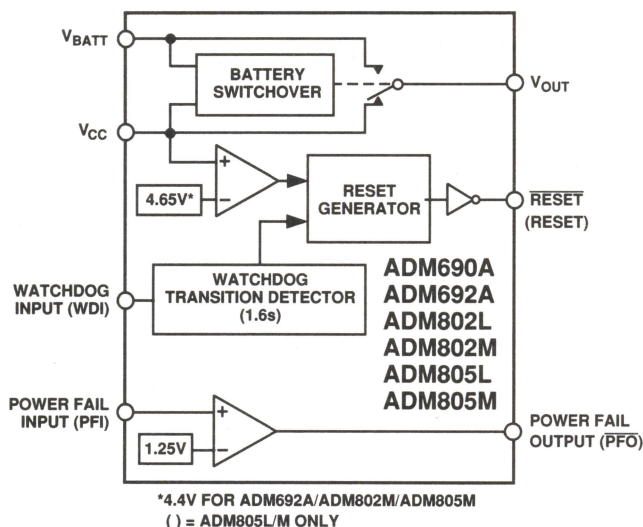 VBATT
BATTERY
SWITCHOVER
VOUT
VCC
4.65V*
+
−
RESET
GENERATOR
RESET
(RESET)
WATCHDOG
INPUT (WDI)
WATCHDOG
TRANSITION DETECTOR
(1.6s)
ADM690A
ADM692A
ADM802L
ADM802M
ADM805L
ADM805M
POWER FAIL
INPUT (PFI)
+
−
1.25V
POWER FAIL
OUTPUT (PFO)
*4.4V FOR ADM692A/ADM802M/ADM805M
( ) = ADM805L/M ONLY